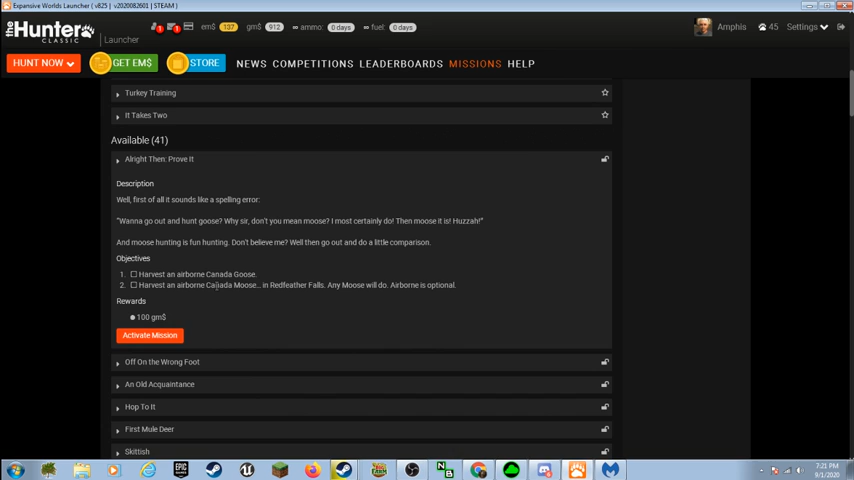 Expansive Worlds Launcher ( v825 | v2020082601 | STEAM )
the Hunter CLASSIC Launcher
1 1 em$ 137 gm$ 912 ∞ ammo: 0 days ∞ fuel: 0 days Amphis 45 Settings
HUNT NOW GET EM$ STORE NEWS COMPETITIONS LEADERBOARDS MISSIONS HELP
Turkey Training
It Takes Two
Available (41)
Alright Then: Prove It
Description
Well, first of all it sounds like a spelling error:
“Wanna go out and hunt goose? Why sir, don't you mean moose? I most certainly do! Then moose it is! Huzzah!”
And moose hunting is fun hunting. Don't believe me? Well then go out and do a little comparison.
Objectives
1. Harvest an airborne Canada Goose.
2. Harvest an airborne Canada Moose... in Redfeather Falls. Any Moose will do. Airborne is optional.
Rewards
100 gm$
Activate Mission
Off On the Wrong Foot
An Old Acquaintance
Hop To It
First Mule Deer
Skittish
EPIC GAMES
N B
7:21 PM
9/1/2020